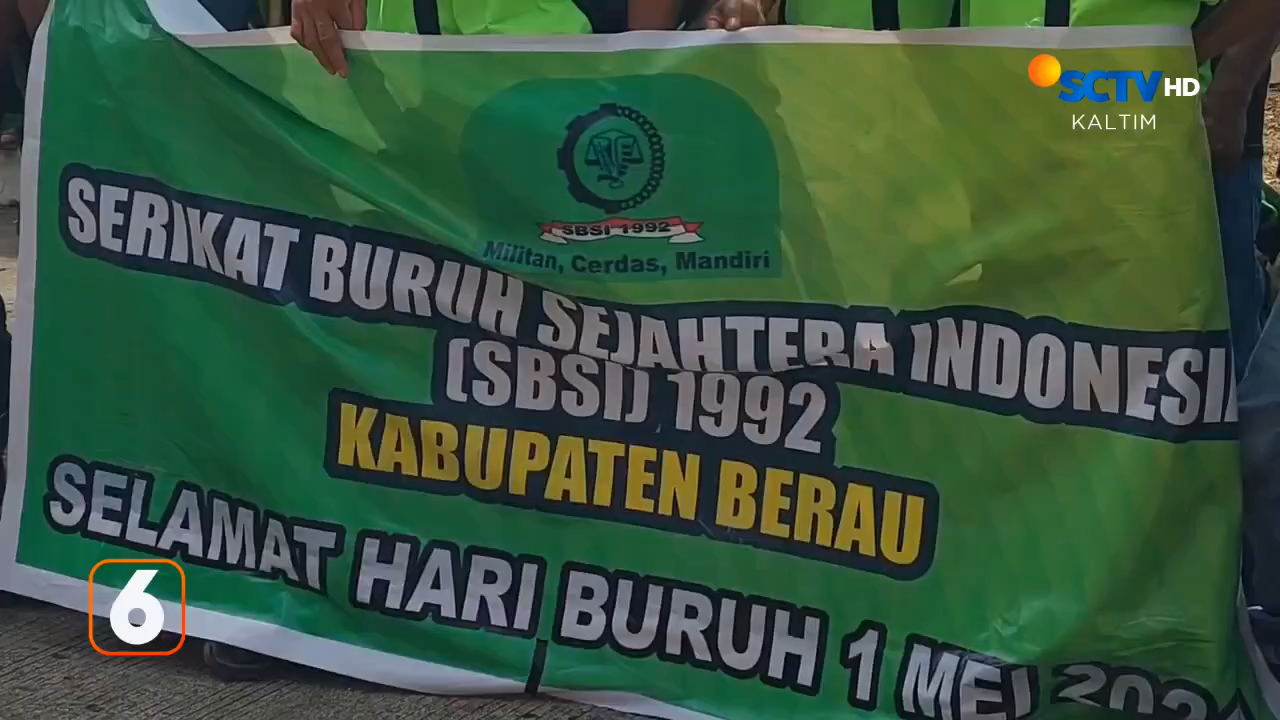 SCTV HD
KALTIM
SBSI 1992
Militan, Cerdas, Mandiri
SERIKAT BURUH SEJAHTERA INDONESIA
(SBSI) 1992
KABUPATEN BERAU
SELAMAT HARI BURUH 1 MEI
6